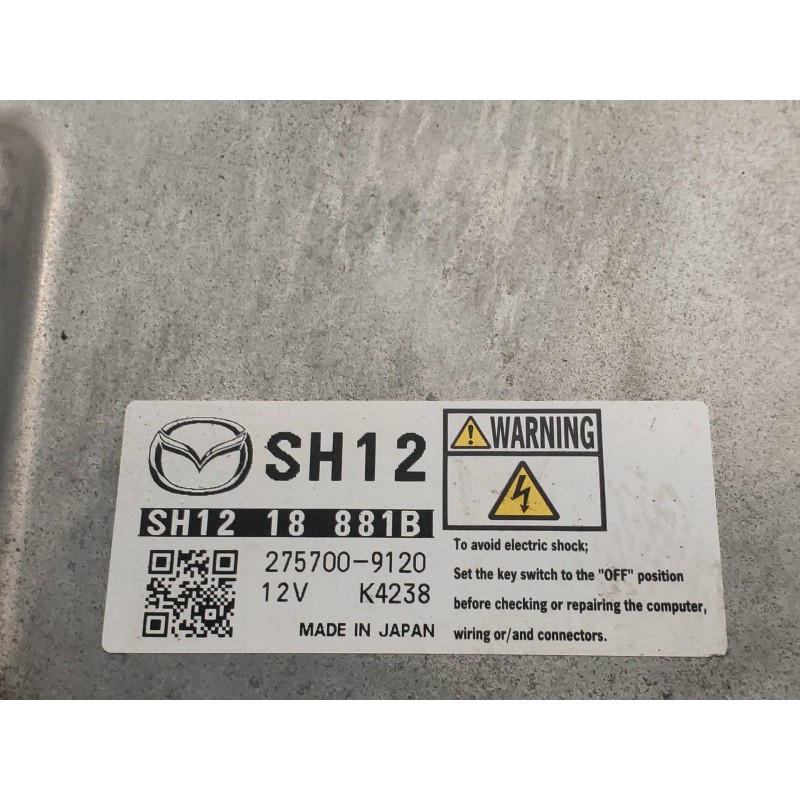 SH12
SH12 18 881B
275700-9120
12V K4238
MADE IN JAPAN
WARNING
To avoid electric shock;
Set the key switch to the "OFF" position
before checking or repairing the computer,
wiring or/and connectors.